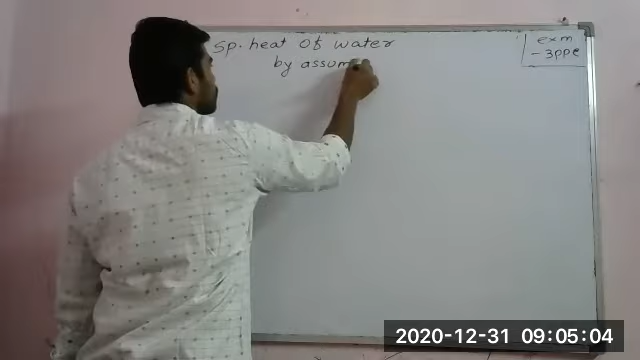 sp. heat of water
by assum
exm
- 3ppe
2020-12-31 09:05:04